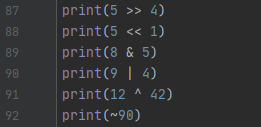 87 print(5 >> 4)
88 print(5 << 1)
89 print(8 & 5)
90 print(9 | 4)
91 print(12 ^ 42)
92 print(~90)